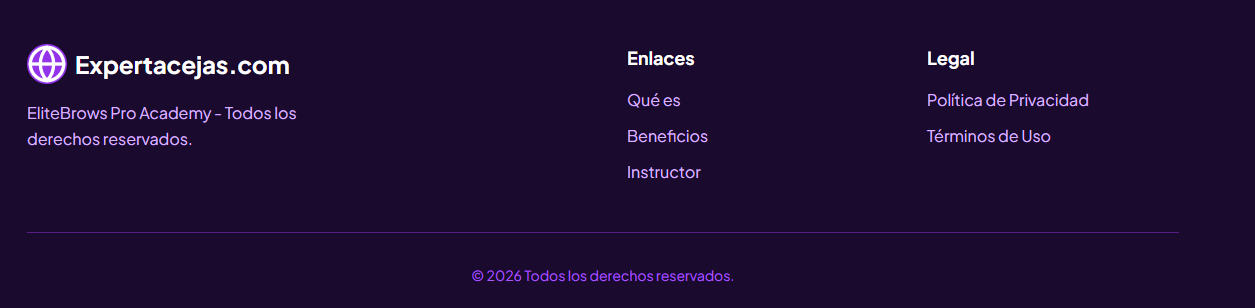 Expertacejas.com
EliteBrows Pro Academy - Todos los
derechos reservados.
Enlaces
Qué es
Beneficios
Instructor
Legal
Política de Privacidad
Términos de Uso
© 2026 Todos los derechos reservados.